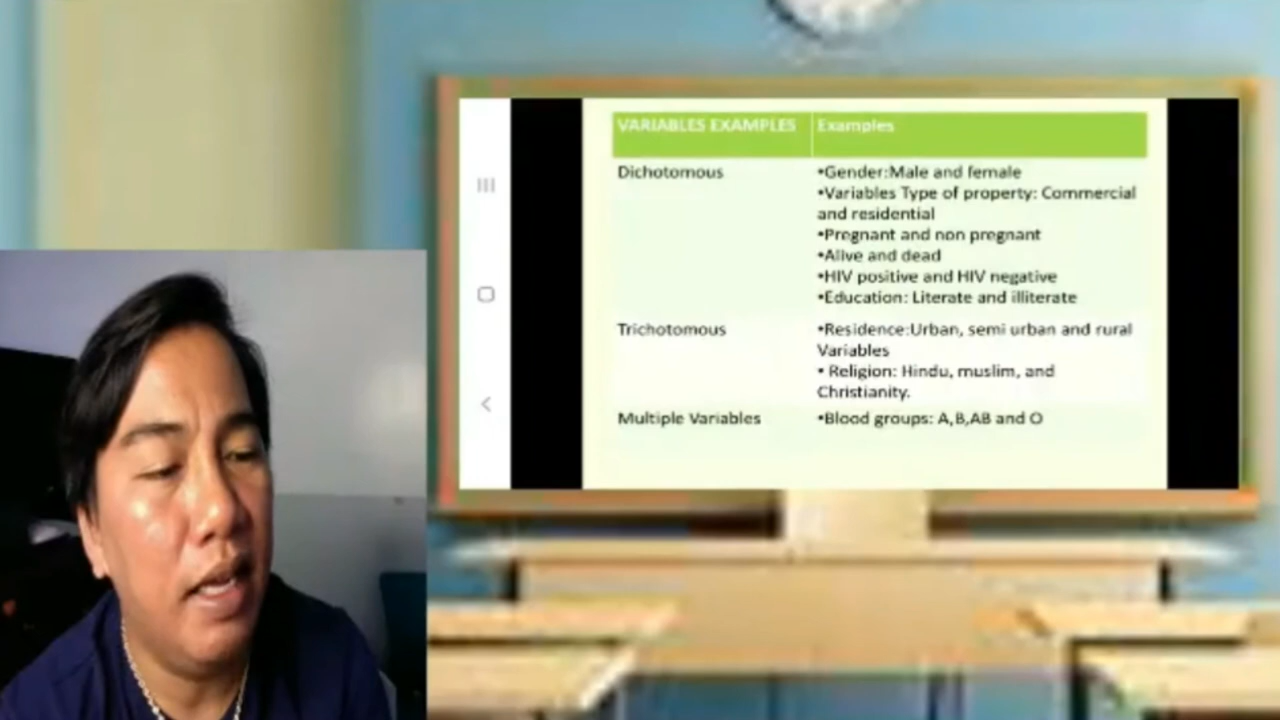 VARIABLES EXAMPLES Examples
Dichotomous •Gender:Male and female
•Variables Type of property: Commercial
and residential
•Pregnant and non pregnant
•Alive and dead
•HIV positive and HIV negative
•Education: Literate and illiterate
Trichotomous •Residence:Urban, semi urban and rural
Variables
• Religion: Hindu, muslim, and
Christianity.
Multiple Variables •Blood groups: A,B,AB and O